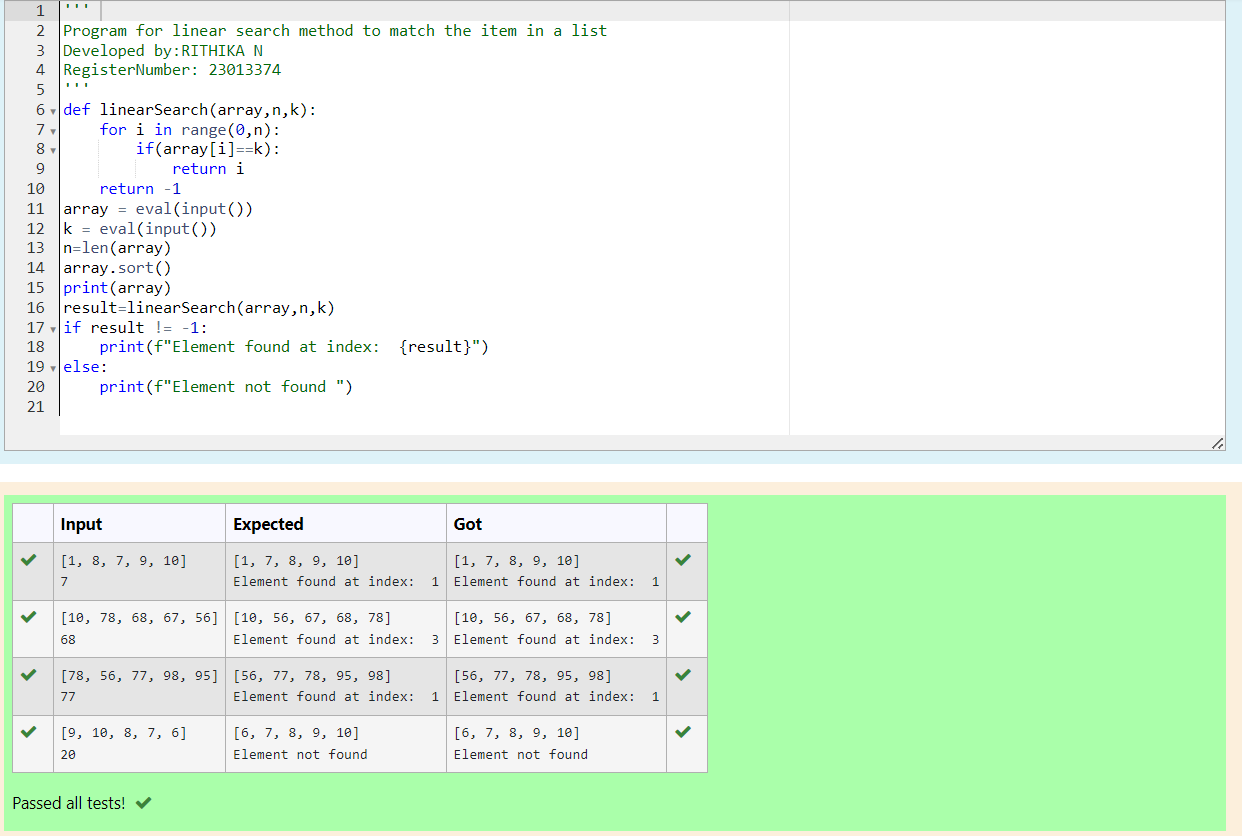 1 '''
2 Program for linear search method to match the item in a list
3 Developed by:RITHIKA N
4 RegisterNumber: 23013374
5 '''
6 def linearSearch(array,n,k):
7     for i in range(0,n):
8         if(array[i]==k):
9             return i
10     return -1
11 array = eval(input())
12 k = eval(input())
13 n=len(array)
14 array.sort()
15 print(array)
16 result=linearSearch(array,n,k)
17 if result != -1:
18     print(f"Element found at index:  {result}")
19 else:
20     print(f"Element not found ")
21
Input Expected Got
[1, 8, 7, 9, 10] [1, 7, 8, 9, 10] [1, 7, 8, 9, 10]
7 Element found at index:  1 Element found at index:  1
[10, 78, 68, 67, 56] [10, 56, 67, 68, 78] [10, 56, 67, 68, 78]
68 Element found at index:  3 Element found at index:  3
[78, 56, 77, 98, 95] [56, 77, 78, 95, 98] [56, 77, 78, 95, 98]
77 Element found at index:  1 Element found at index:  1
[9, 10, 8, 7, 6] [6, 7, 8, 9, 10] [6, 7, 8, 9, 10]
20 Element not found Element not found
Passed all tests!